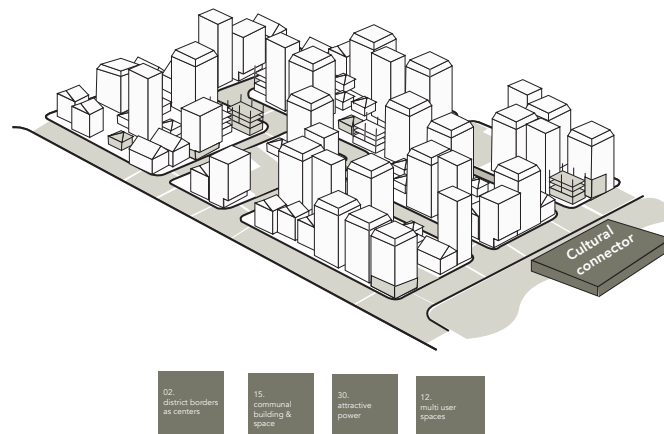 Cultural
connector
02.
district borders
as centers
15.
communal
building &
space
30.
attractive
power
12.
multi user
spaces